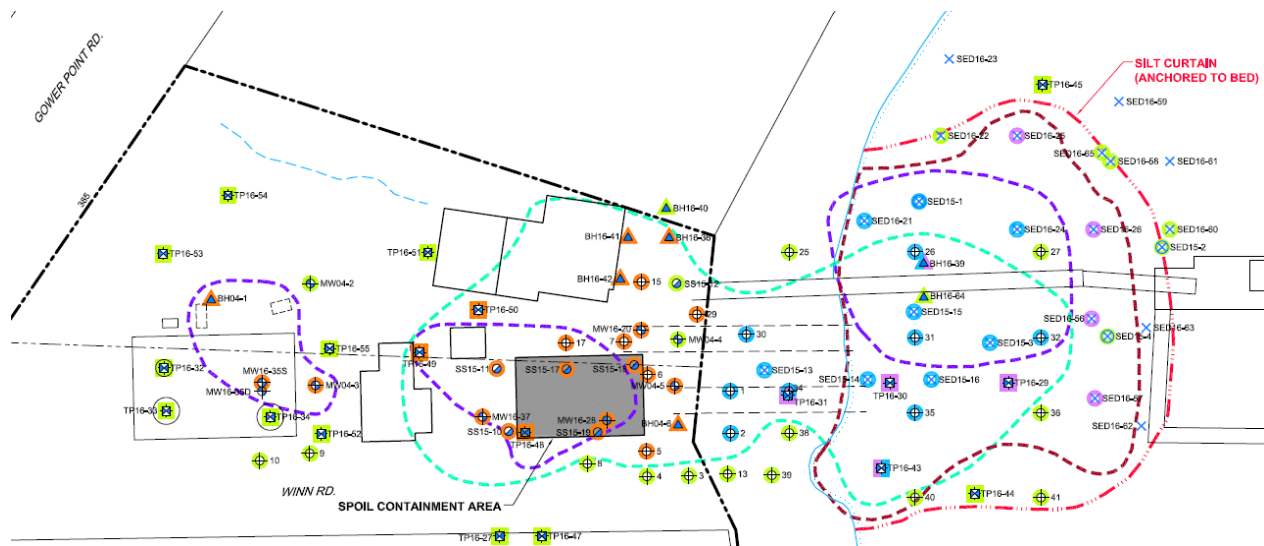 GOWER POINT RD.
385
SED16-23
SILT CURTAIN
(ANCHORED TO BED)
TP16-45
SED16-59
SED16-22
SED16-25
SED16-65
SED16-58
SED16-61
TP16-54
BH16-40
SED15-1
SED16-21
BH16-41
BH16-38
SED16-24
SED16-26
SED16-60
SED15-2
TP16-53
TP16-51
25
26
27
BH16-39
BH16-42
15
SS15-12
MW04-2
BH04-1
BH16-64
TP16-50
29
SED15-15
SED16-56
SED16-63
MW16-20
7
MW04-4
30
31
SED15-3
32
SED15-4
17
TP16-55
TP16-49
TP16-32
SS15-11
SS15-17
SS15-18
6
SED15-13
SED15-14
SED15-16
MW16-35S
MW16-35D
MW04-3
MW04-5
1
34
TP16-31
TP16-30
TP16-29
SED16-57
TP16-33
TP16-34
MW16-37
MW16-28
BH04-6
35
36
SED16-62
TP16-52
SS15-10
TP16-48
SS15-19
2
38
10
9
8
5
4
3
13
39
TP16-43
WINN RD.
SPOIL CONTAINMENT AREA
40
TP16-44
41
TP16-27
TP16-47